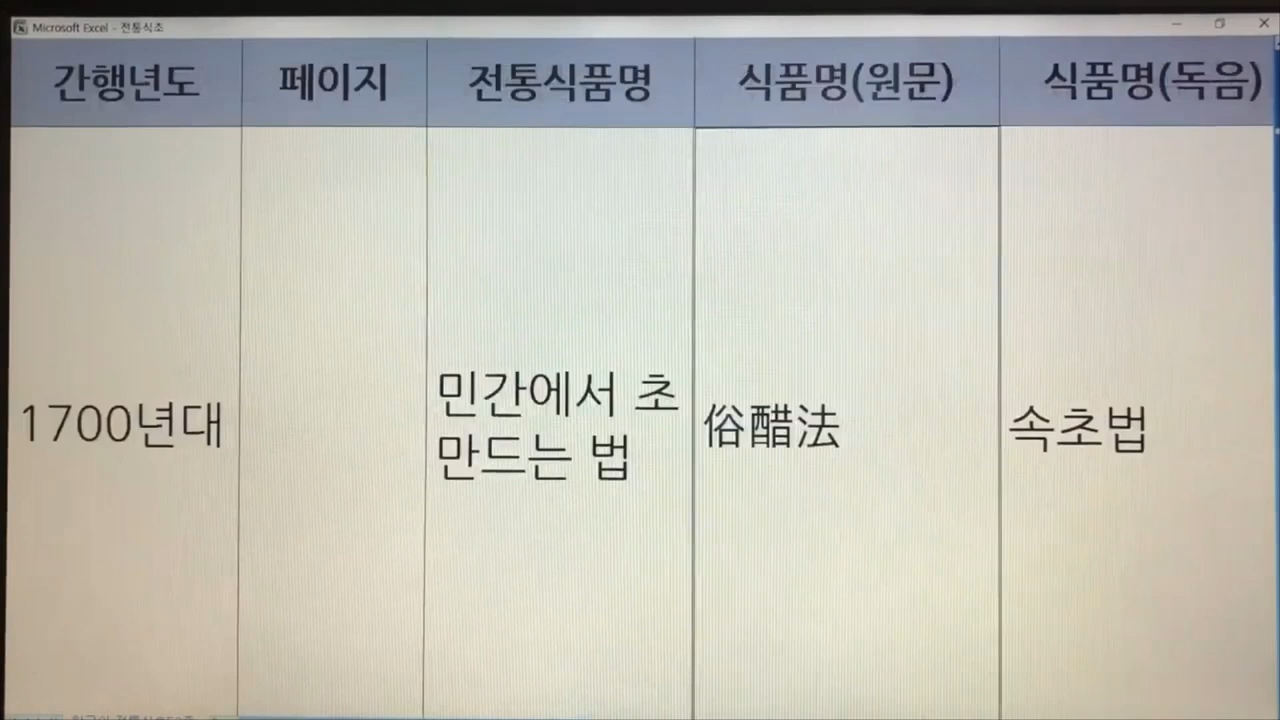 Microsoft Excel - 전통식초
간행년도 페이지 전통식품명 식품명(원문) 식품명(독음)
1700년대 민간에서 초 만드는 법 俗醋法 속초법